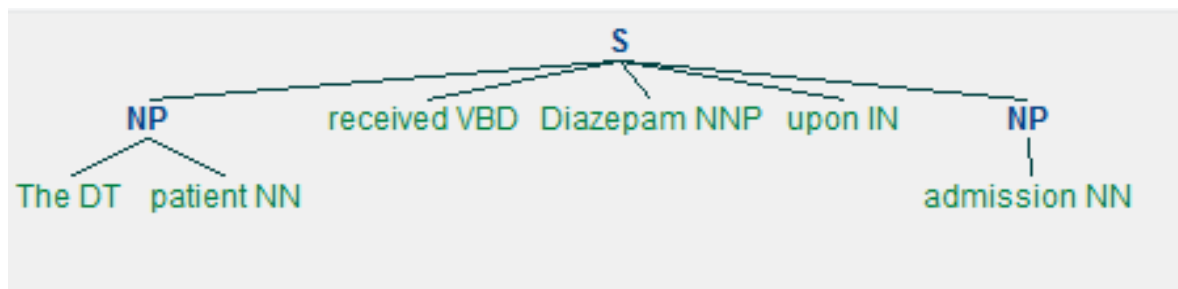 S
NP received VBD Diazepam NNP upon IN NP
The DT patient NN admission NN